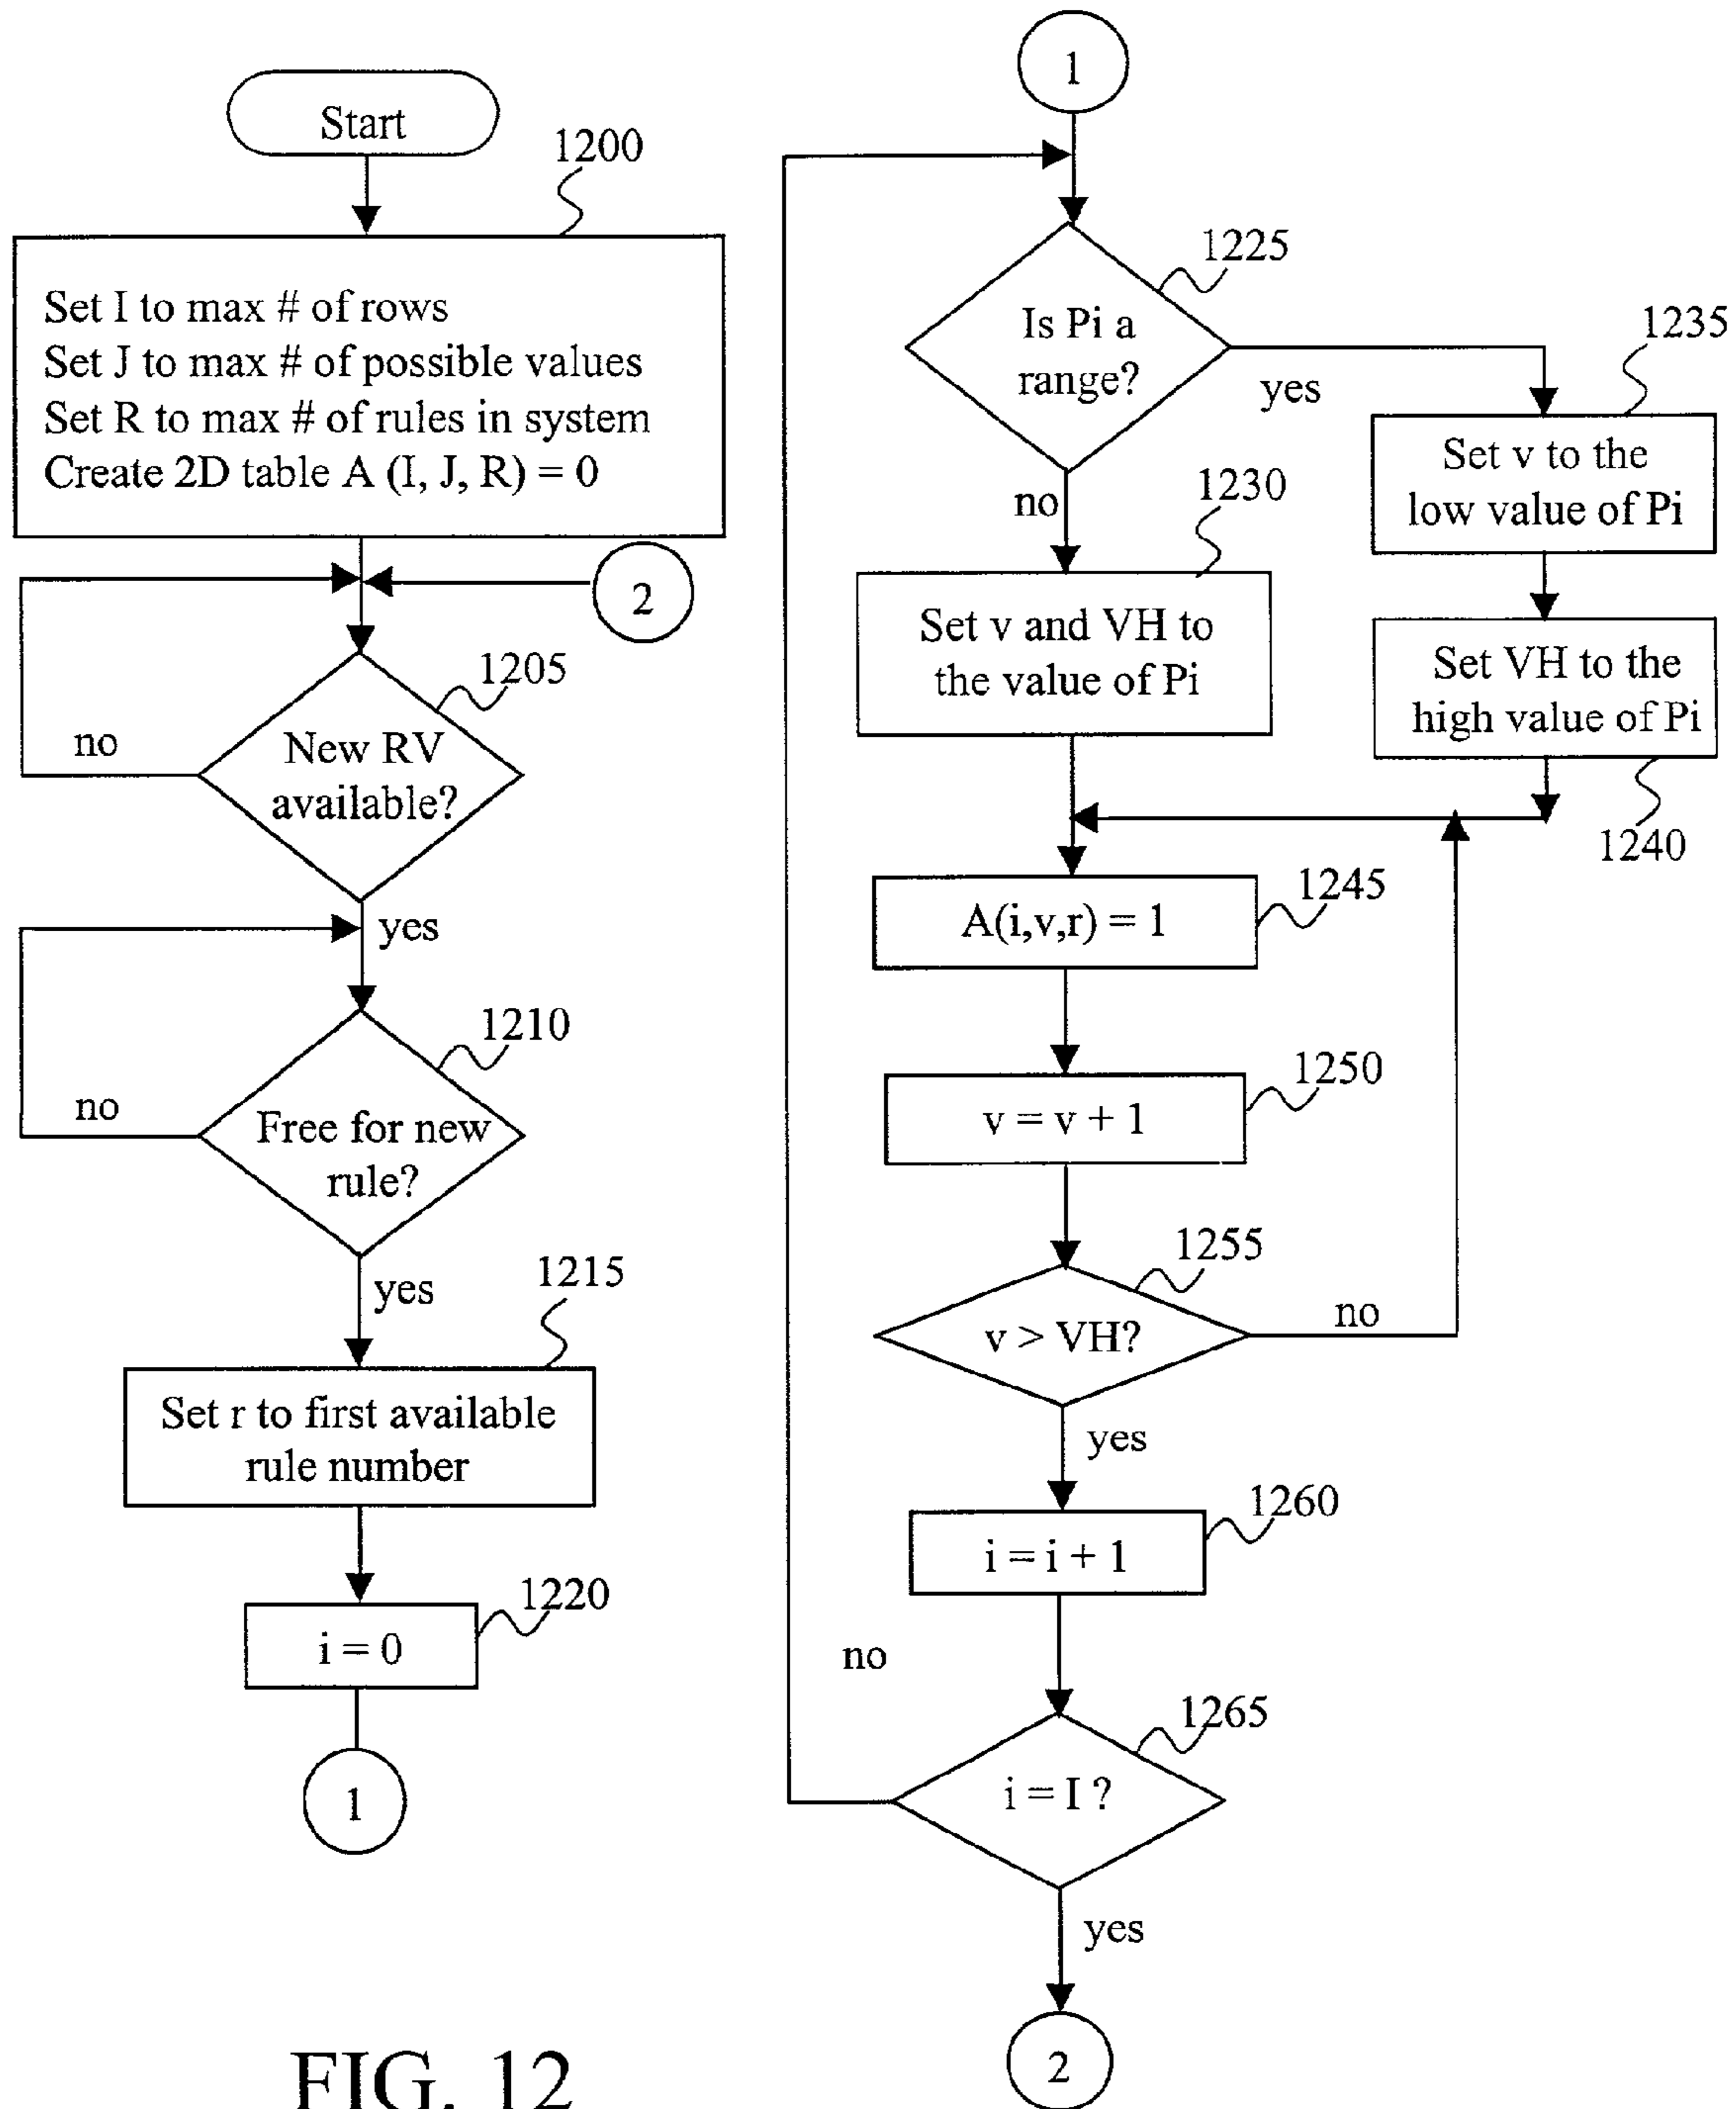 Start
1200
Set I to max # of rows
Set J to max # of possible values
Set R to max # of rules in system
Create 2D table A (I, J, R) = 0
2
1205
New RV
available?
no
yes
1210
Free for new
rule?
no
yes
1215
Set r to first available
rule number
1220
i = 0
1
1
1225
Is Pi a
range?
yes
no
1235
Set v to the
low value of Pi
1230
Set v and VH to
the value of Pi
Set VH to the
high value of Pi
1240
1245
A(i,v,r) = 1
1250
v = v + 1
1255
v > VH?
no
yes
1260
i = i + 1
no
1265
i = I ?
yes
2
FIG. 12